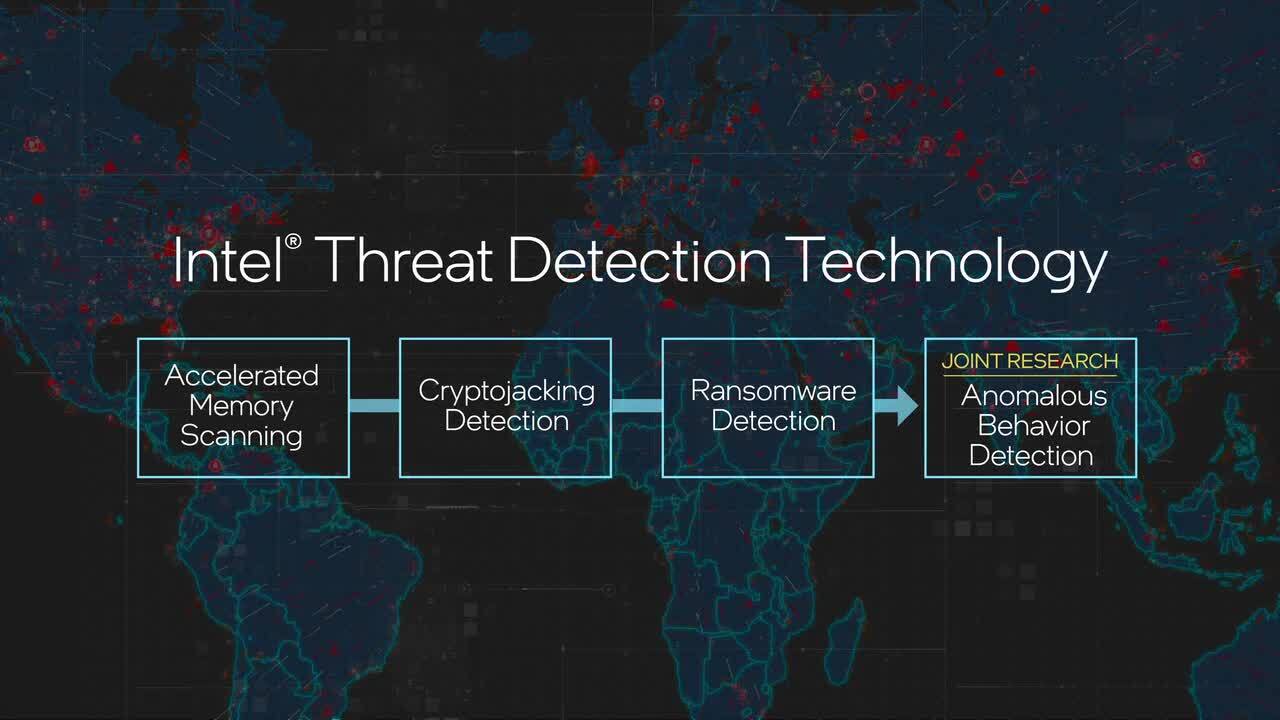 Intel® Threat Detection Technology
Accelerated
Memory
Scanning
Cryptojacking
Detection
Ransomware
Detection
JOINT RESEARCH
Anomalous
Behavior
Detection